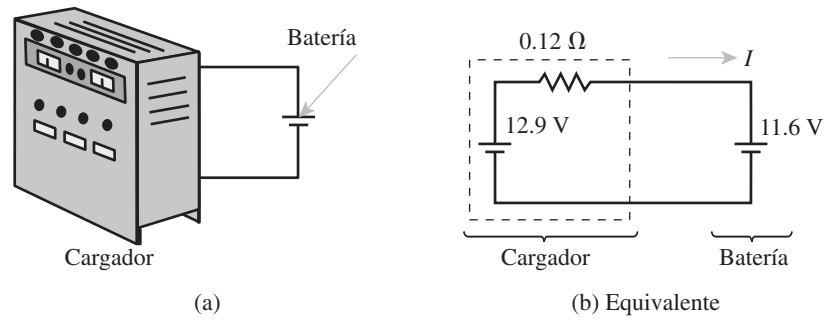 Batería
Cargador
(a)
0.12 Ω
I
12.9 V
11.6 V
Cargador
Batería
(b) Equivalente